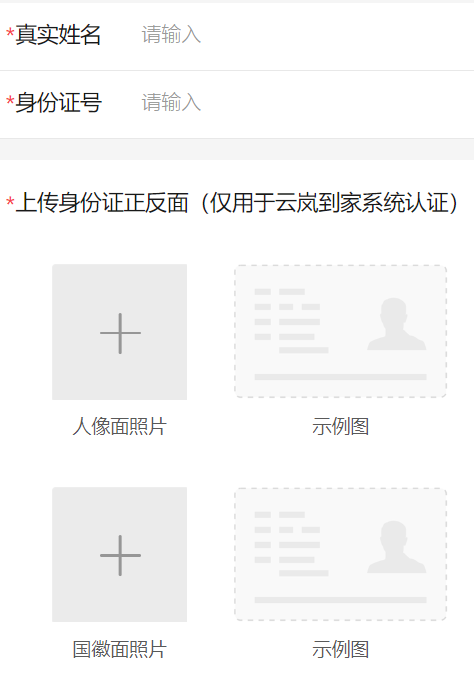 *真实姓名 请输入
*身份证号 请输入
*上传身份证正反面（仅用于云岚到家系统认证）
人像面照片 示例图
国徽面照片 示例图